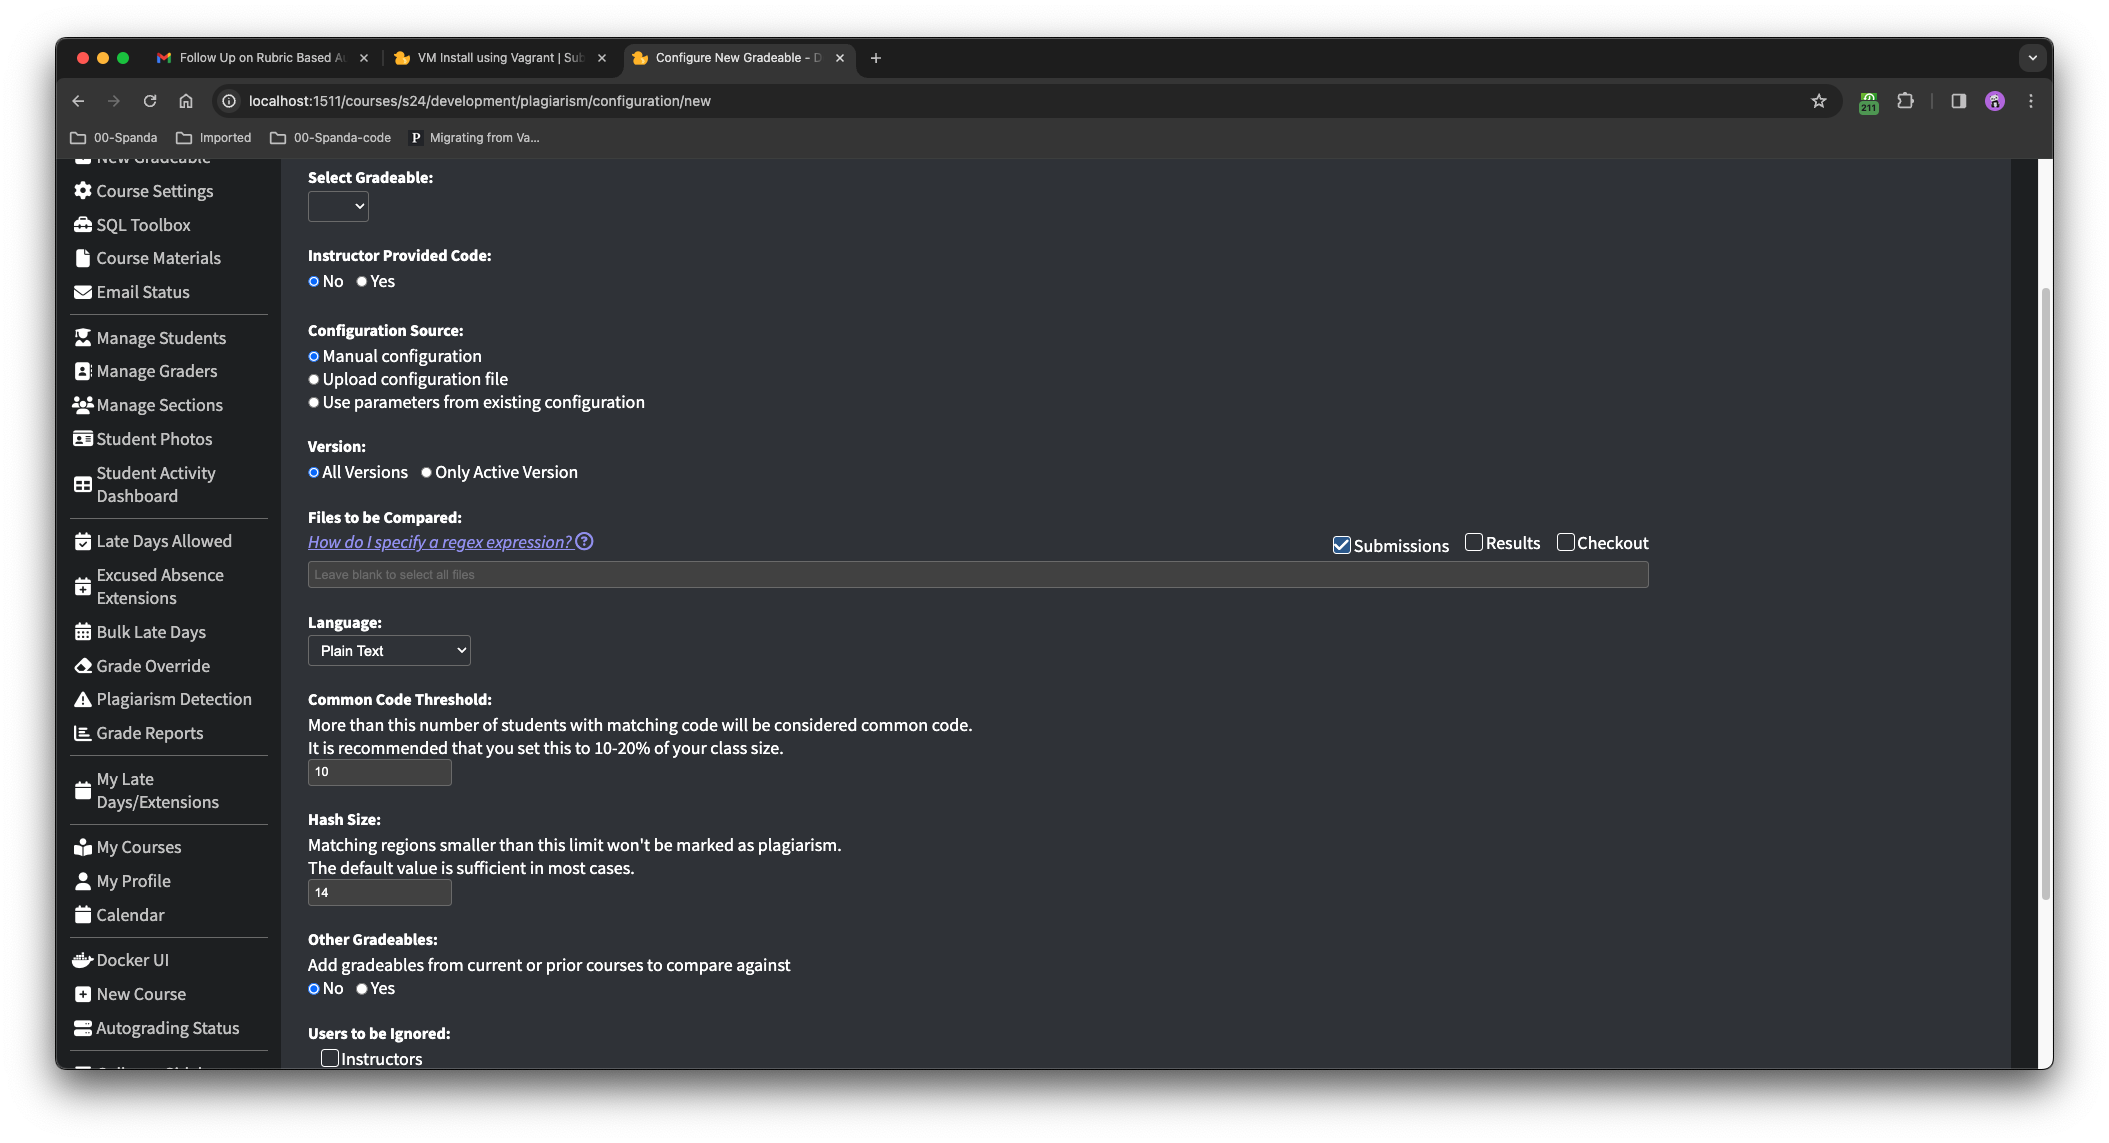 Follow Up on Rubric Based A
VM Install using Vagrant | Sub
Configure New Gradeable - D
localhost:1511/courses/s24/development/plagiarism/configuration/new
211
00-Spanda
Imported
00-Spanda-code
P
Migrating from Va...
New Gradeable
Course Settings
SQL Toolbox
Course Materials
Email Status
Manage Students
Manage Graders
Manage Sections
Student Photos
Student Activity
Dashboard
Late Days Allowed
Excused Absence
Extensions
Bulk Late Days
Grade Override
Plagiarism Detection
Grade Reports
My Late
Days/Extensions
My Courses
My Profile
Calendar
Docker UI
New Course
Autograding Status
Select Gradeable:
Instructor Provided Code:
No Yes
Configuration Source:
Manual configuration
Upload configuration file
Use parameters from existing configuration
Version:
All Versions Only Active Version
Files to be Compared:
How do I specify a regex expression?
Submissions Results Checkout
Leave blank to select all files
Language:
Plain Text
Common Code Threshold:
More than this number of students with matching code will be considered common code.
It is recommended that you set this to 10-20% of your class size.
10
Hash Size:
Matching regions smaller than this limit won't be marked as plagiarism.
The default value is sufficient in most cases.
14
Other Gradeables:
Add gradeables from current or prior courses to compare against
No Yes
Users to be Ignored:
Instructors